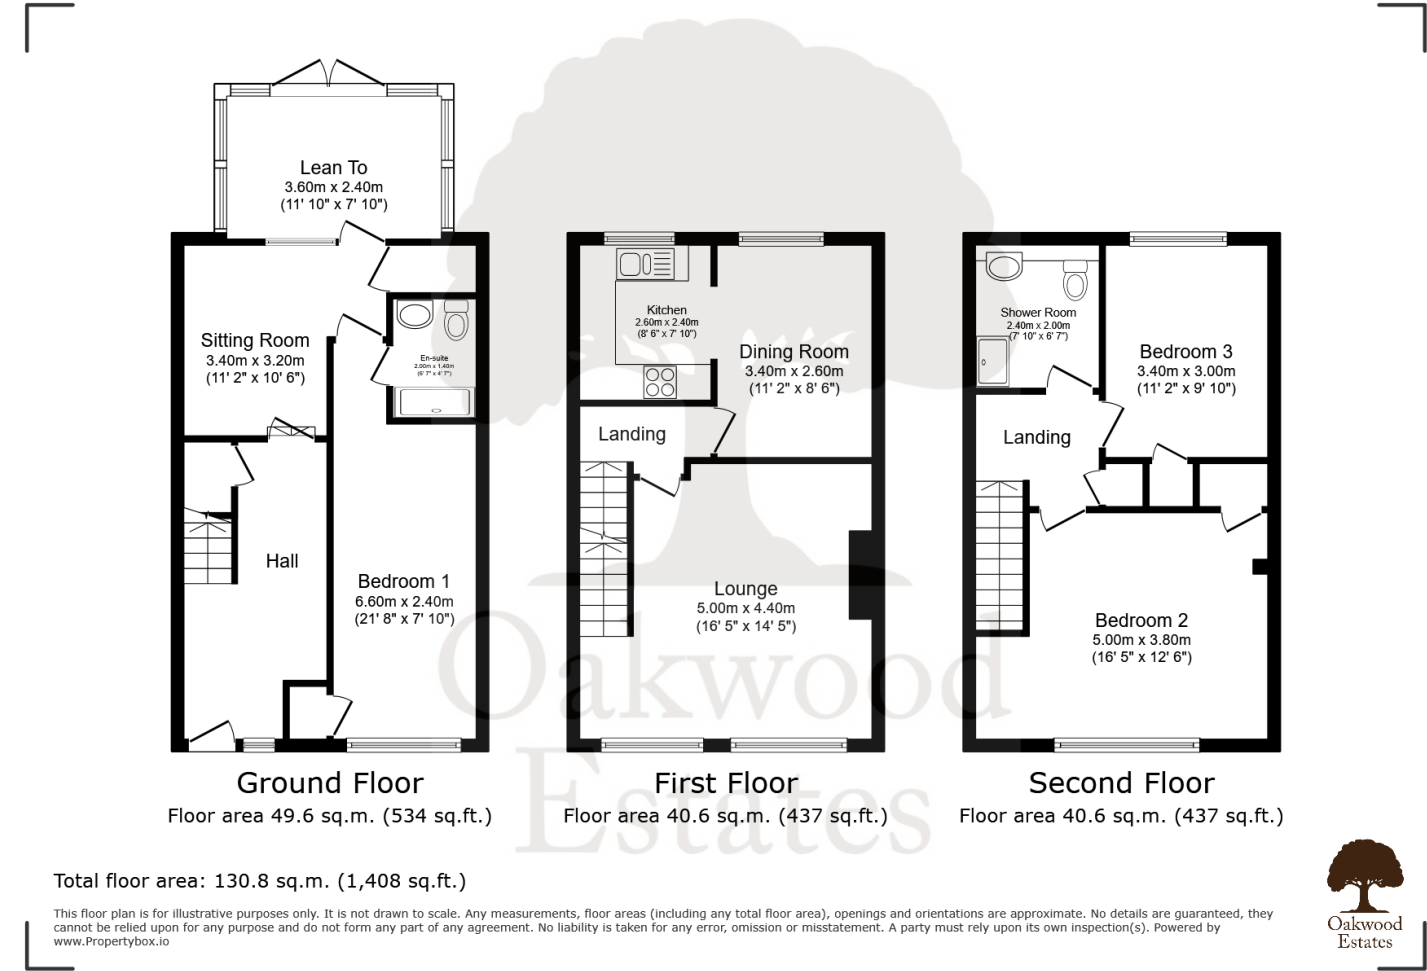 Lean To
3.60m x 2.40m
(11' 10" x 7' 10")
Sitting Room
3.40m x 3.20m
(11' 2" x 10' 6")
En-suite
2.00m x 1.40m
(6' 7" x 4' 7")
Hall
Bedroom 1
6.60m x 2.40m
(21' 8" x 7' 10")
Ground Floor
Floor area 49.6 sq.m. (534 sq.ft.)
Kitchen
2.60m x 2.40m
(8' 6" x 7' 10")
Dining Room
3.40m x 2.60m
(11' 2" x 8' 6")
Landing
Lounge
5.00m x 4.40m
(16' 5" x 14' 5")
First Floor
Floor area 40.6 sq.m. (437 sq.ft.)
Shower Room
2.40m x 2.00m
(7' 10" x 6' 7")
Bedroom 3
3.40m x 3.00m
(11' 2" x 9' 10")
Landing
Bedroom 2
5.00m x 3.80m
(16' 5" x 12' 6")
Second Floor
Floor area 40.6 sq.m. (437 sq.ft.)
Oakwood
Estates
Total floor area: 130.8 sq.m. (1,408 sq.ft.)
This floor plan is for illustrative purposes only. It is not drawn to scale. Any measurements, floor areas (including any total floor area), openings and orientations are approximate. No details are guaranteed, they
cannot be relied upon for any purpose and do not form any part of any agreement. No liability is taken for any error, omission or misstatement. A party must rely upon its own inspection(s). Powered by
www.Propertybox.io
Oakwood
Estates